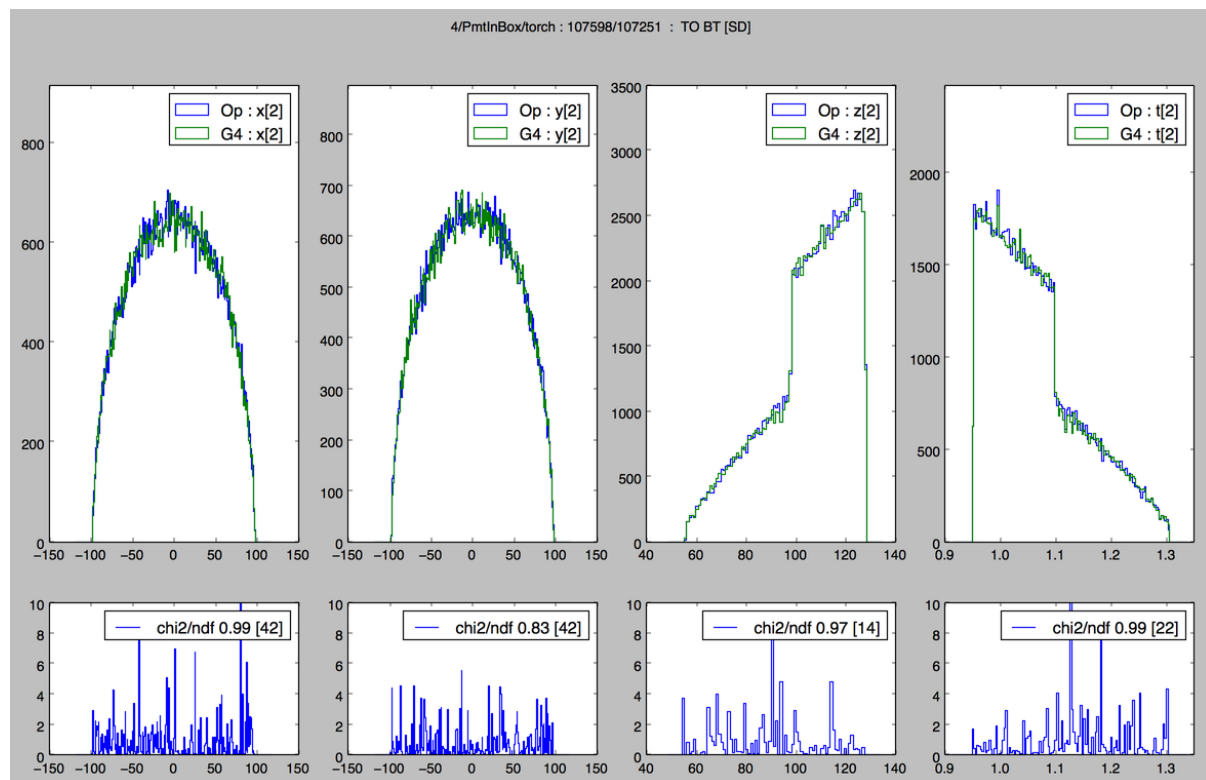 4/PmtInBox/torch : 107598/107251 : TO BT [SD]
Op : x[2]
G4 : x[2]
800
600
400
200
0
−150 −100 −50 0 50 100 150
Op : y[2]
G4 : y[2]
800
700
600
500
400
300
200
100
0
−150 −100 −50 0 50 100 150
Op : z[2]
G4 : z[2]
3500
3000
2500
2000
1500
1000
500
0
40 60 80 100 120 140
Op : t[2]
G4 : t[2]
2000
1500
1000
500
0
0.9 1.0 1.1 1.2 1.3
chi2/ndf 0.99 [42]
10
8
6
4
2
0
−150 −100 −50 0 50 100 150
chi2/ndf 0.83 [42]
10
8
6
4
2
0
−150 −100 −50 0 50 100 150
chi2/ndf 0.97 [14]
10
8
6
4
2
0
40 60 80 100 120 140
chi2/ndf 0.99 [22]
10
8
6
4
2
0
0.9 1.0 1.1 1.2 1.3